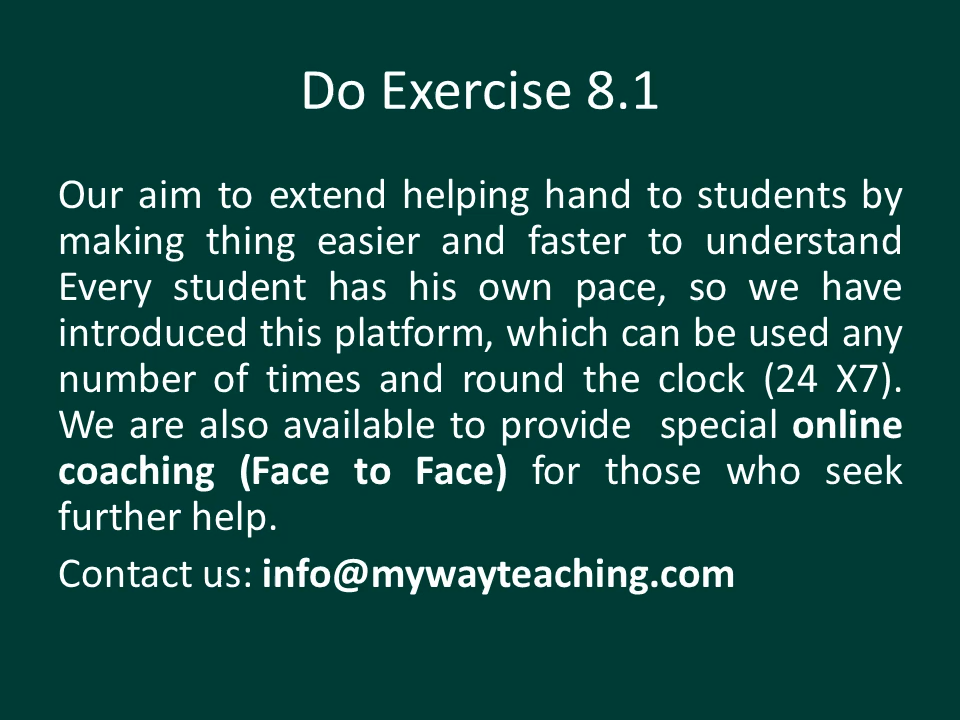 Do Exercise 8.1
Our aim to extend helping hand to students by
making thing easier and faster to understand
Every student has his own pace, so we have
introduced this platform, which can be used any
number of times and round the clock (24 X7).
We are also available to provide  special online
coaching (Face to Face) for those who seek
further help.
Contact us: info@mywayteaching.com